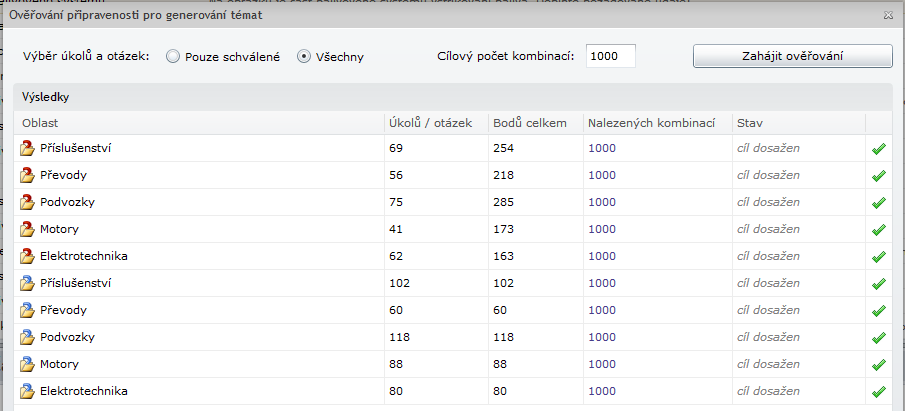 Ověřování připravenosti pro generování témat
Výběr úkolů a otázek: Pouze schválené Všechny Cílový počet kombinací: 1000 Zahájit ověřování
Výsledky
Oblast Úkolů / otázek Bodů celkem Nalezených kombinací Stav
Příslušenství 69 254 1000 cíl dosažen
Převody 56 218 1000 cíl dosažen
Podvozky 75 285 1000 cíl dosažen
Motory 41 173 1000 cíl dosažen
Elektrotechnika 62 163 1000 cíl dosažen
Příslušenství 102 102 1000 cíl dosažen
Převody 60 60 1000 cíl dosažen
Podvozky 118 118 1000 cíl dosažen
Motory 88 88 1000 cíl dosažen
Elektrotechnika 80 80 1000 cíl dosažen